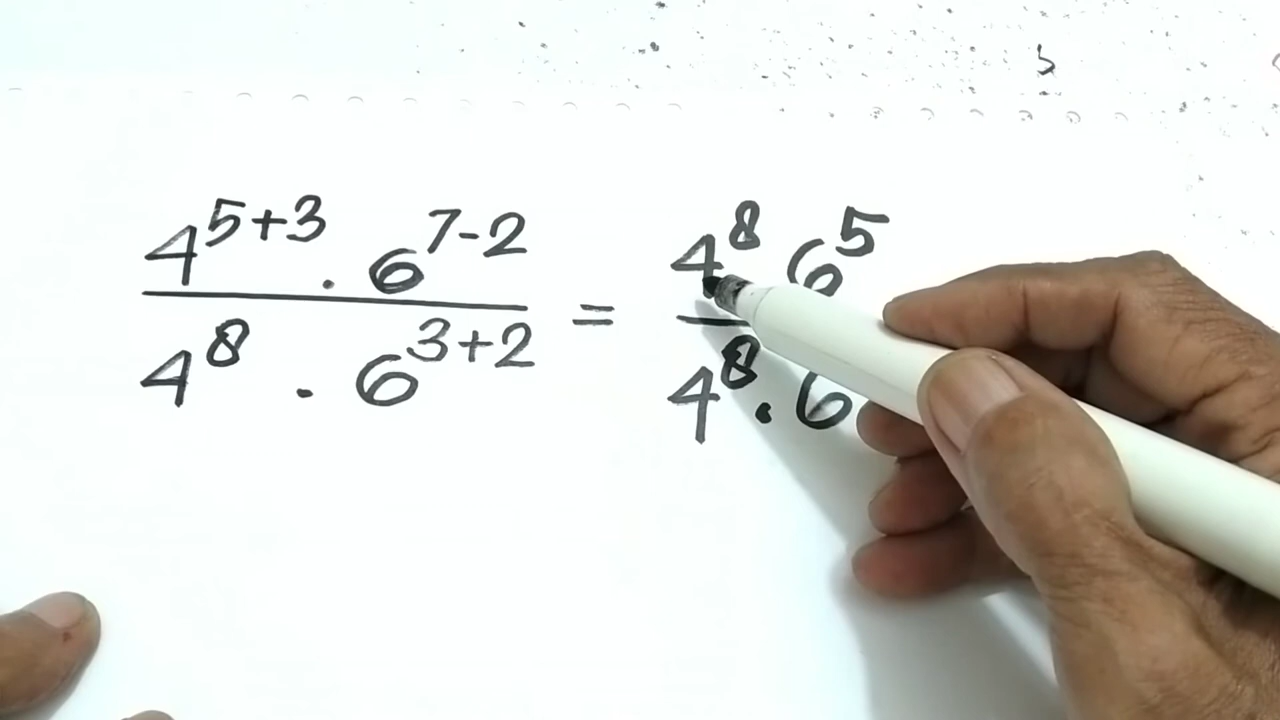 4^{5+3} . 6^{7-2} / 4^8 . 6^{3+2} = 4^8 6^5 / 4^8 . 6